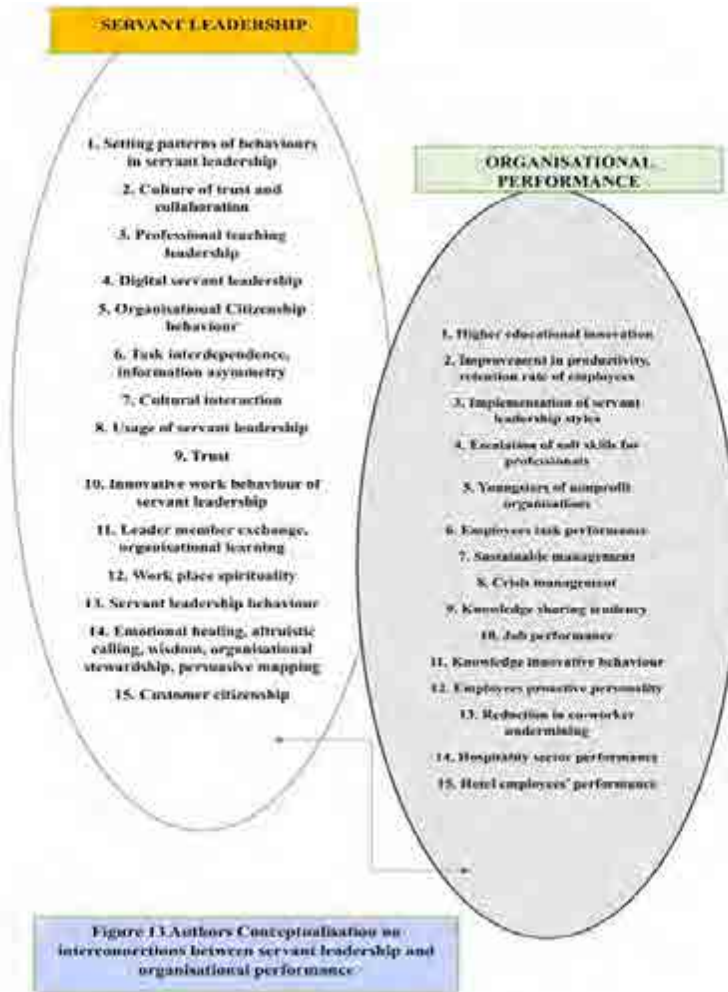 SERVANT LEADERSHIP
1. Setting patterns of behaviours
in servant leadership
2. Culture of trust and
collaboration
3. Professional teaching
leadership
4. Digital servant leadership
5. Organisational Citizenship
behaviour
6. Task interdependence,
information asymmetry
7. Cultural interaction
8. Usage of servant leadership
9. Trust
10. Innovative work behaviour of
servant leadership
11. Leader member exchange,
organisational learning
12. Work place spirituality
13. Servant leadership behaviour
14. Emotional healing, altruistic
calling, wisdom, organisational
stewardship, persuasive mapping
15. Customer citizenship
ORGANISATIONAL
PERFORMANCE
1. Higher educational innovation
2. Improvement in productivity,
retention rate of employees
3. Implementation of servant
leadership styles
4. Escalation of soft skills for
professionals
5. Youngsters of nonprofit
organisations
6. Employees task performance
7. Sustainable management
8. Crisis management
9. Knowledge sharing tendency
10. Job performance
11. Knowledge innovative behaviour
12. Employees proactive personality
13. Reduction in co-worker
undermining
14. Hospitality sector performance
15. Hotel employees' performance
Figure 13 Authors Conceptualisation on
interconnections between servant leadership and
organisational performance